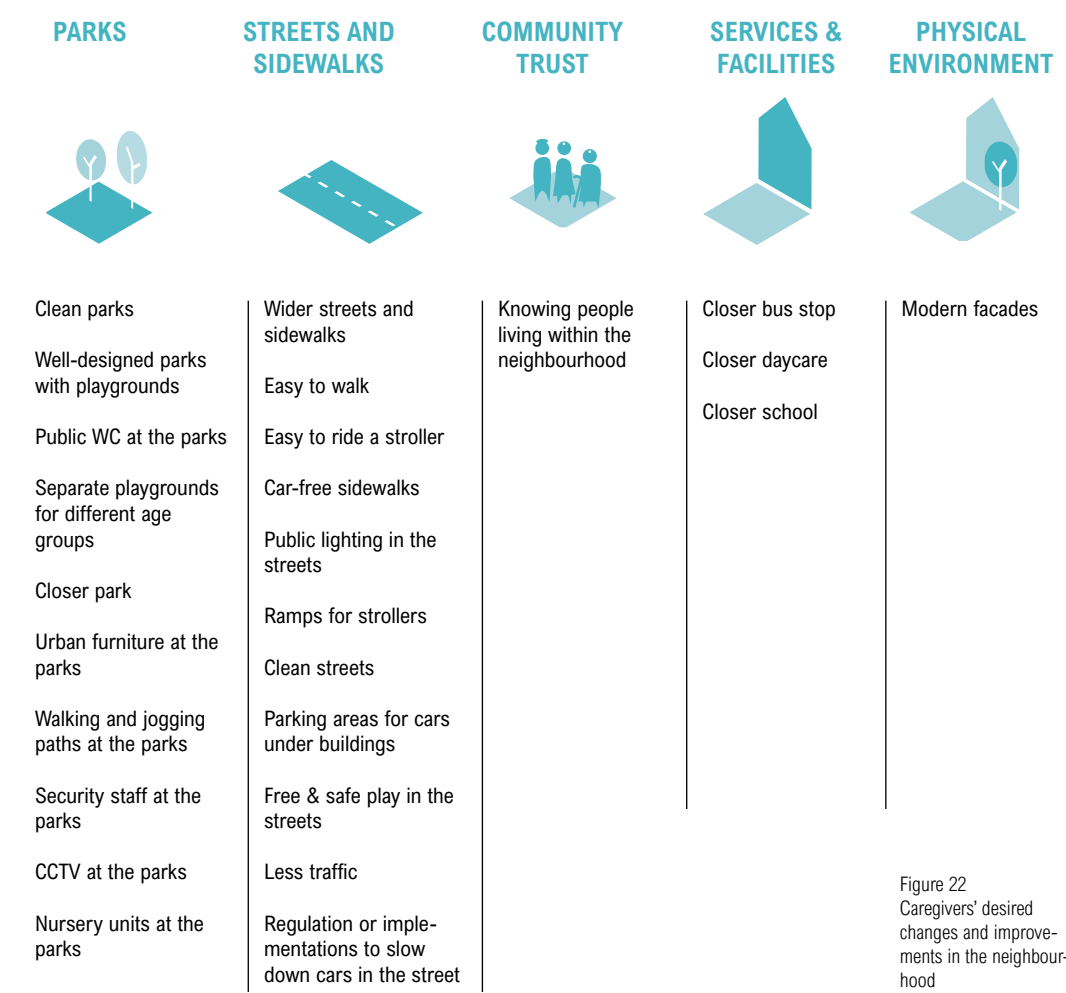 PARKS
STREETS AND
SIDEWALKS
COMMUNITY
TRUST
SERVICES &
FACILITIES
PHYSICAL
ENVIRONMENT
Clean parks
Well-designed parks
with playgrounds
Public WC at the parks
Separate playgrounds
for different age
groups
Closer park
Urban furniture at the
parks
Walking and jogging
paths at the parks
Security staff at the
parks
CCTV at the parks
Nursery units at the
parks
Wider streets and
sidewalks
Easy to walk
Easy to ride a stroller
Car-free sidewalks
Public lighting in the
streets
Ramps for strollers
Clean streets
Parking areas for cars
under buildings
Free & safe play in the
streets
Less traffic
Regulation or imple-
mentations to slow
down cars in the street
Knowing people
living within the
neighbourhood
Closer bus stop
Closer daycare
Closer school
Modern facades
Figure 22
Caregivers' desired
changes and improve-
ments in the neighbour-
hood